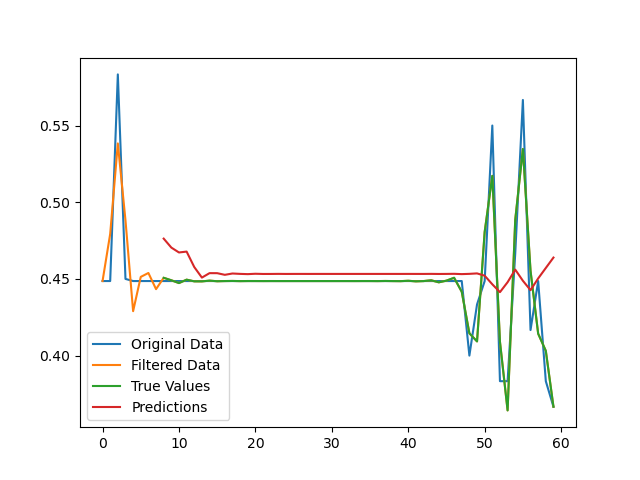 0.55
0.50
0.45
0.40
Original Data
Filtered Data
True Values
Predictions
0 10 20 30 40 50 60